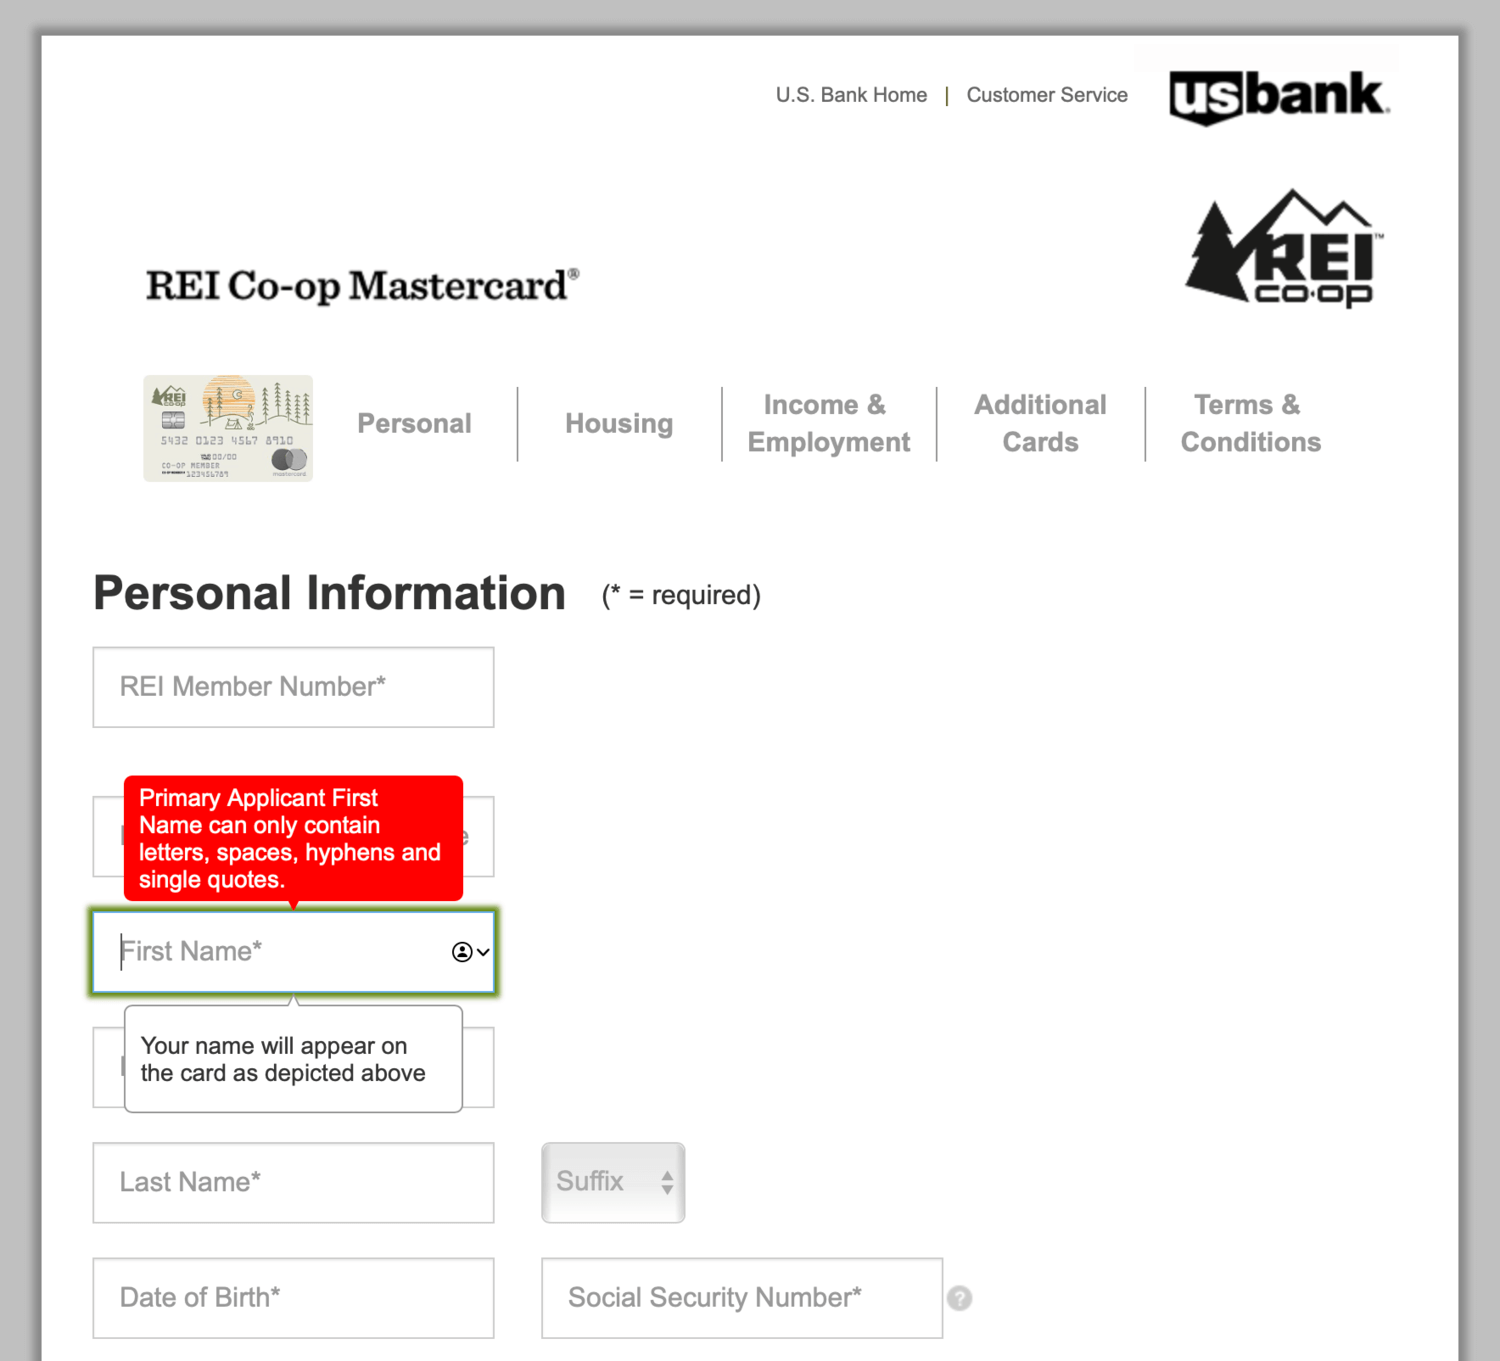 U.S. Bank Home | Customer Service
usbank
REI Co-op Mastercard®
REI™
CO·OP
REI
CO·OP
5432 0123 4567 8910
00/00
CO-OP MEMBER
123456789
mastercard
Personal
Housing
Income &
Employment
Additional
Cards
Terms &
Conditions
Personal Information (* = required)
REI Member Number*
Primary Applicant First
Name can only contain
letters, spaces, hyphens and
single quotes.
First Name*
Your name will appear on
the card as depicted above
Last Name*
Suffix
Date of Birth*
Social Security Number*
?